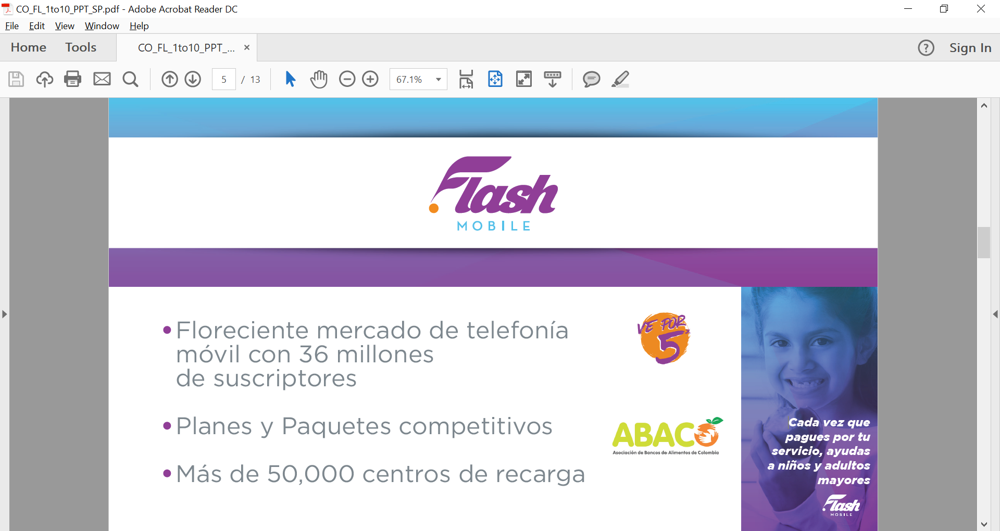 CO_FL_1to10_PPT_SP.pdf - Adobe Acrobat Reader DC
File Edit View Window Help
Home Tools CO_FL_1to10_PPT_... × ? Sign In
5 / 13 67.1%
Flash
MOBILE
• Floreciente mercado de telefonía
móvil con 36 millones
de suscriptores
VE POR
5
• Planes y Paquetes competitivos
ABACO
Asociación de Bancos de Alimentos de Colombia
• Más de 50,000 centros de recarga
Cada vez que
pagues por tu
servicio, ayudas
a niños y adultos
mayores
Flash
MOBILE